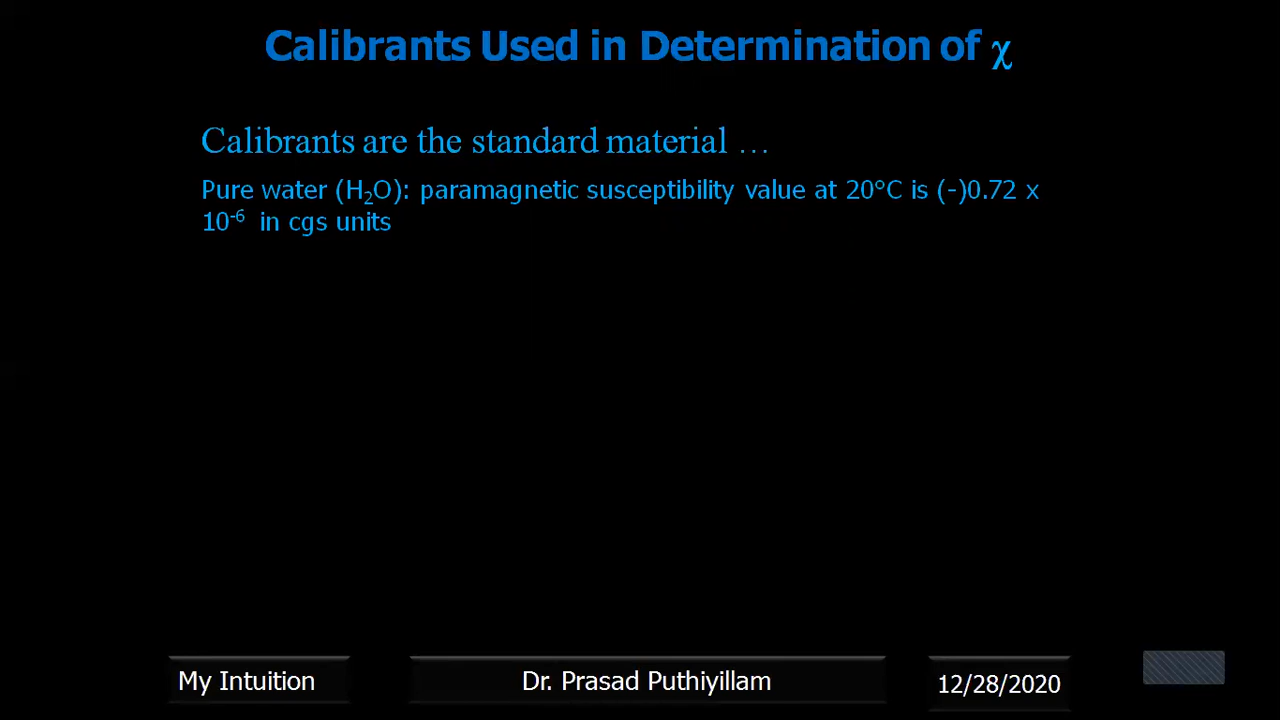 Calibrants Used in Determination of χ
Calibrants are the standard material …
Pure water (H₂O): paramagnetic susceptibility value at 20°C is (-)0.72 x
10⁻⁶ in cgs units
My Intuition
Dr. Prasad Puthiyillam
12/28/2020